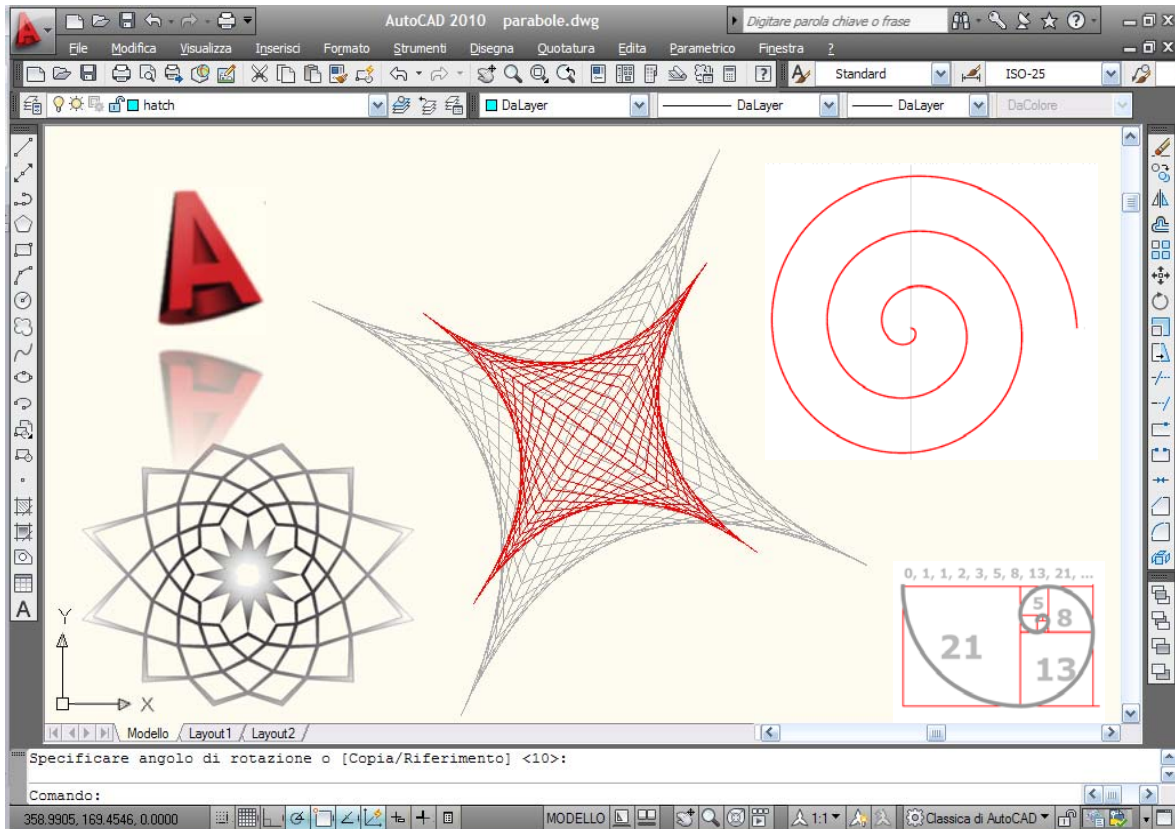 AutoCAD 2010 parabole.dwg Digitare parola chiave o frase
File Modifica Visualizza Inserisci Formato Strumenti Disegna Quotatura Edita Parametrico Finestra ?
Standard ISO-25
hatch DaLayer DaLayer DaLayer DaColore
A
0, 1, 1, 2, 3, 5, 8, 13, 21, ...
5 8
21 13
A
Y
X
Modello Layout1 Layout2
Specificare angolo di rotazione o [Copia/Riferimento] <10>:
Comando:
358.9905, 169.4546, 0.0000 MODELLO 1:1 Classica di AutoCAD